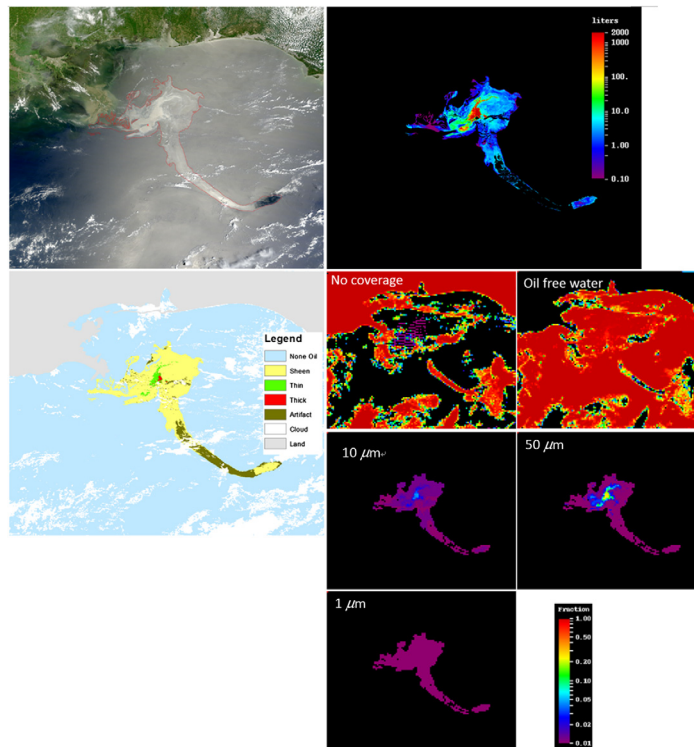 liters
2000
1000
100.
10.0
1.00
0.10
No coverage
Oil free water
Legend
None Oil
Sheen
Thin
Thick
Artifact
Cloud
Land
10 μm
50 μm
1 μm
Fraction
1.00
0.50
0.20
0.10
0.05
0.02
0.01